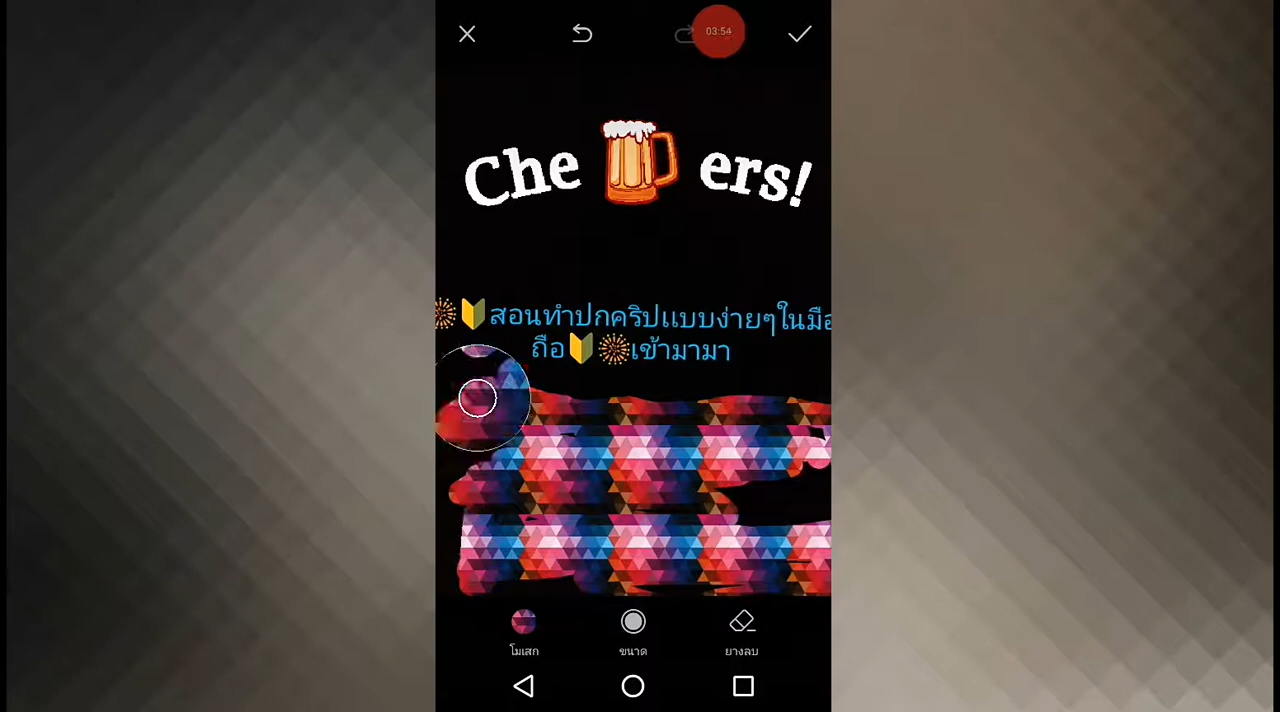 03:54
Che ers!
สอนทำปกคริปแบบง่ายๆในมือ
ถือ เข้ามามา
โมเสก ขนาด ยางลบ